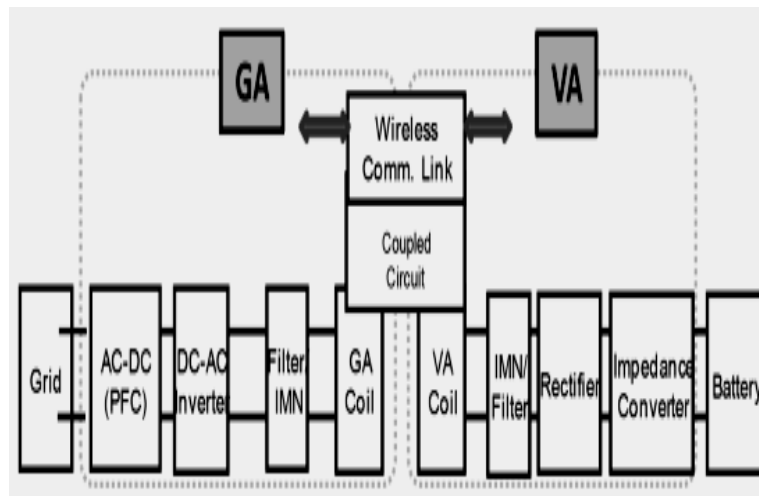 GA
VA
Wireless
Comm. Link
Coupled
Circuit
Grid
AC-DC
(PFC)
DC-AC
Inverter
Filter/
IMN
GA
Coil
VA
Coil
IMN/
Filter
Rectifier
Impedance
Converter
Battery